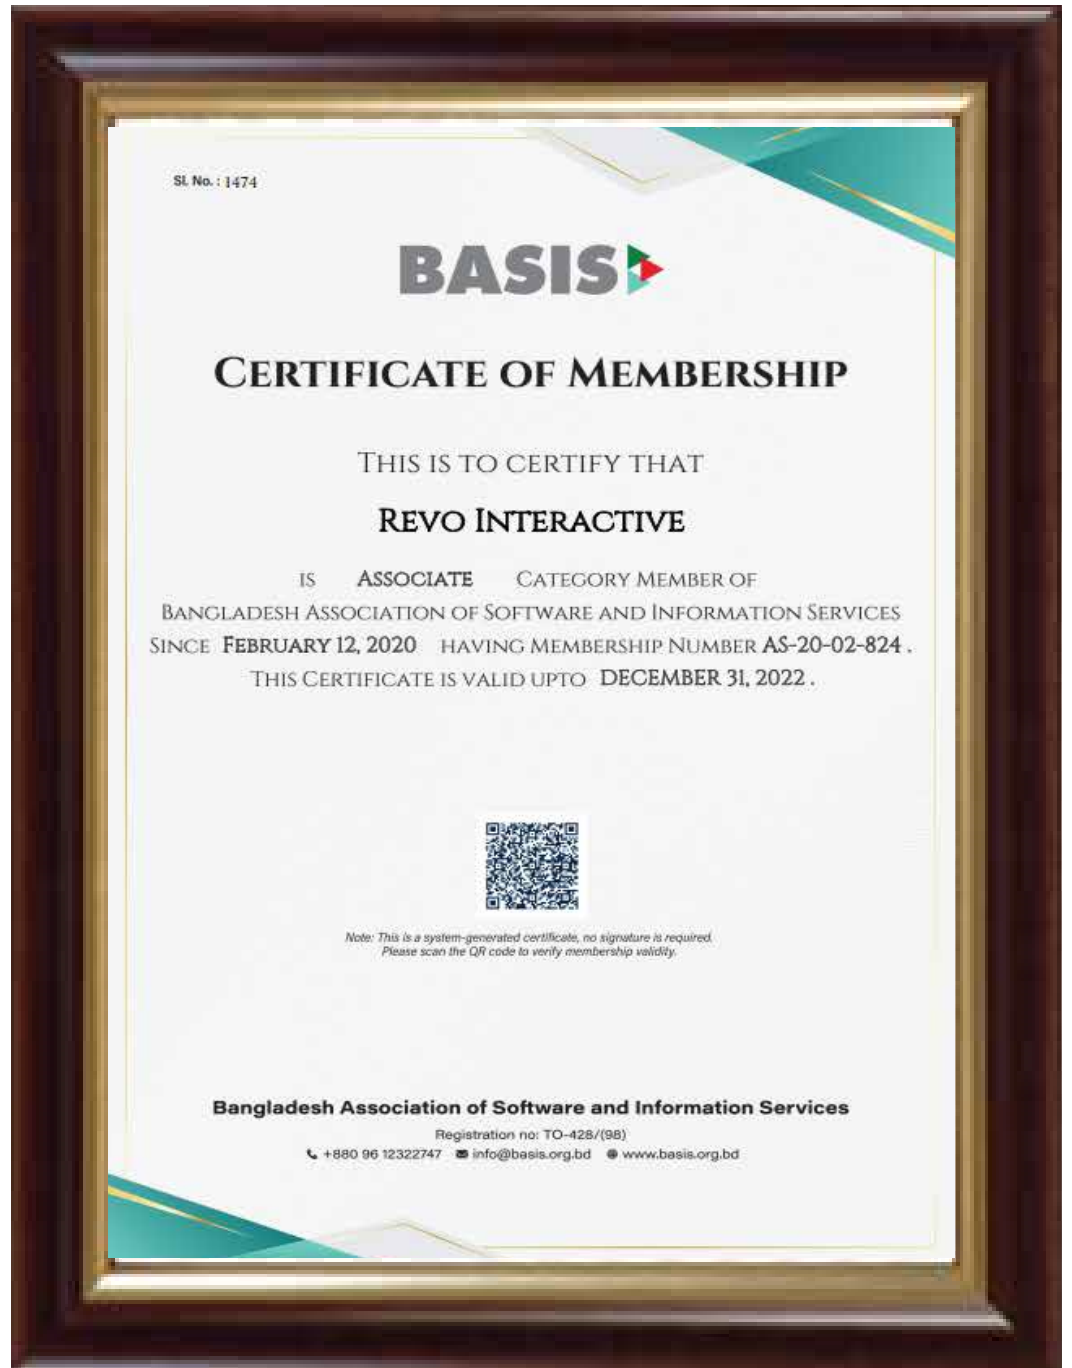 Sl. No. : 1474
BASIS
CERTIFICATE OF MEMBERSHIP
THIS IS TO CERTIFY THAT
REVO INTERACTIVE
IS ASSOCIATE CATEGORY MEMBER OF
BANGLADESH ASSOCIATION OF SOFTWARE AND INFORMATION SERVICES
SINCE FEBRUARY 12, 2020 HAVING MEMBERSHIP NUMBER AS-20-02-824 .
THIS CERTIFICATE IS VALID UPTO DECEMBER 31, 2022 .
Note: This is a system-generated certificate, no signature is required.
Please scan the QR code to verify membership validity.
Bangladesh Association of Software and Information Services
Registration no: TO-428/(98)
+880 96 12322747 info@basis.org.bd www.basis.org.bd